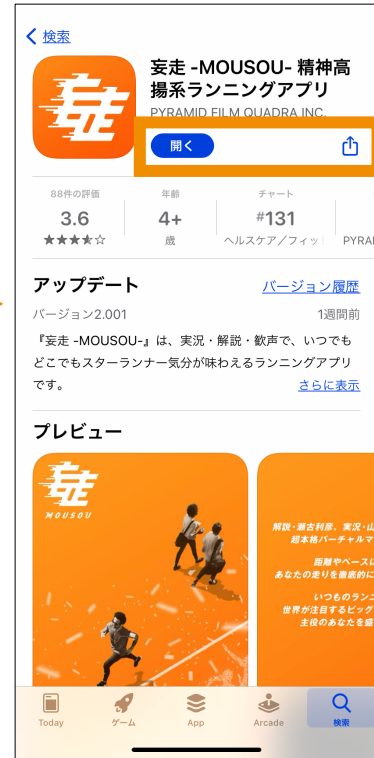 検索
妄走
妄走 -MOUSOU- 精神高
揚系ランニングアプリ
PYRAMID FILM QUADRA INC.
開く
88件の評価
年齢
チャート
3.6
4+
#131
★★★★☆
歳
ヘルスケア／フィッ
PYRA
アップデート
バージョン履歴
バージョン2.001
1週間前
『妄走 -MOUSOU-』は、実況・解説・歓声で、いつでも
どこでもスターランナー気分が味わえるランニングアプリ
です。
さらに表示
プレビュー
妄走
MOUSOU
解説・瀬古利彦、実況・山
超本格バーチャルマ
距離やペースに
あなたの走りを徹底的に
いつものランニ
世界が注目するビッグ
主役のあなたを盛
Today
ゲーム
App
Arcade
検索